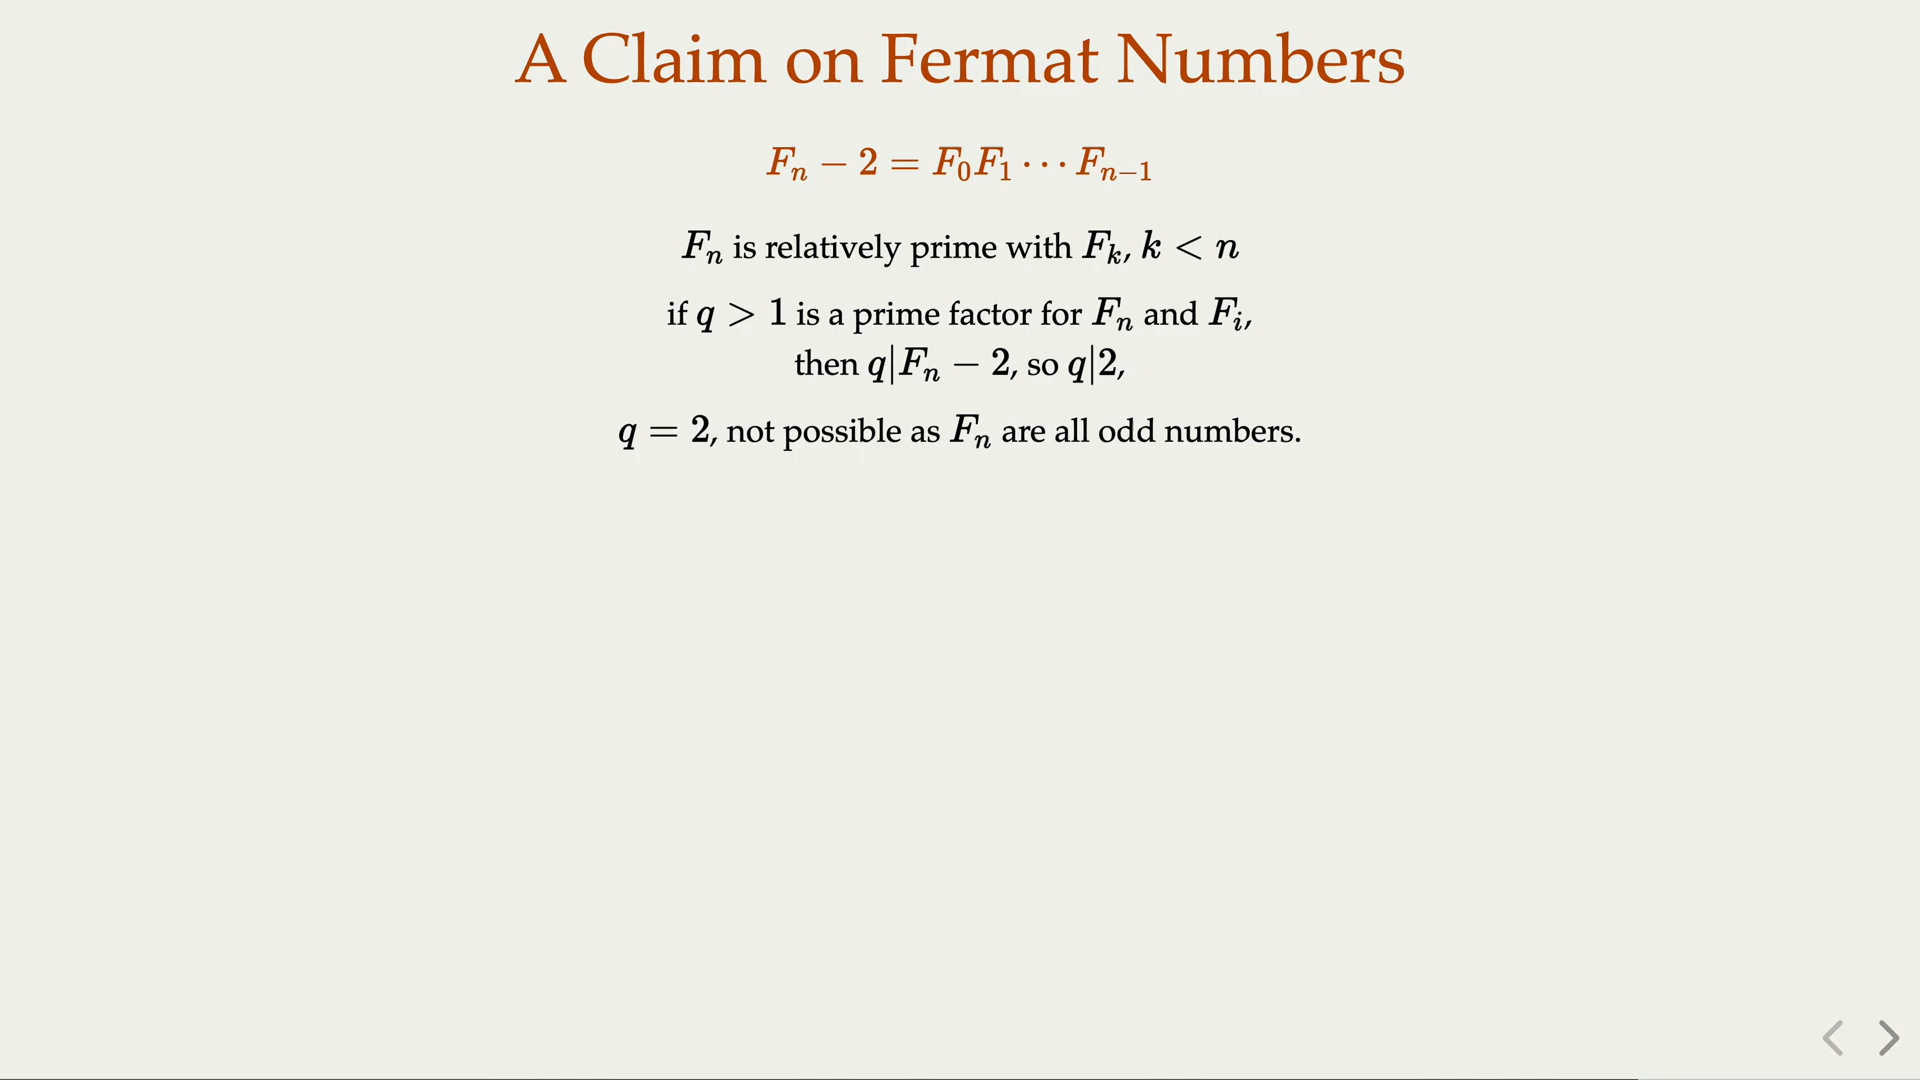 A Claim on Fermat Numbers
$F_n - 2 = F_0F_1 \cdots F_{n-1}$
$F_n$ is relatively prime with $F_k$, $k < n$
if $q > 1$ is a prime factor for $F_n$ and $F_i$,
then $q|F_n - 2$, so $q|2$,
$q = 2$, not possible as $F_n$ are all odd numbers.